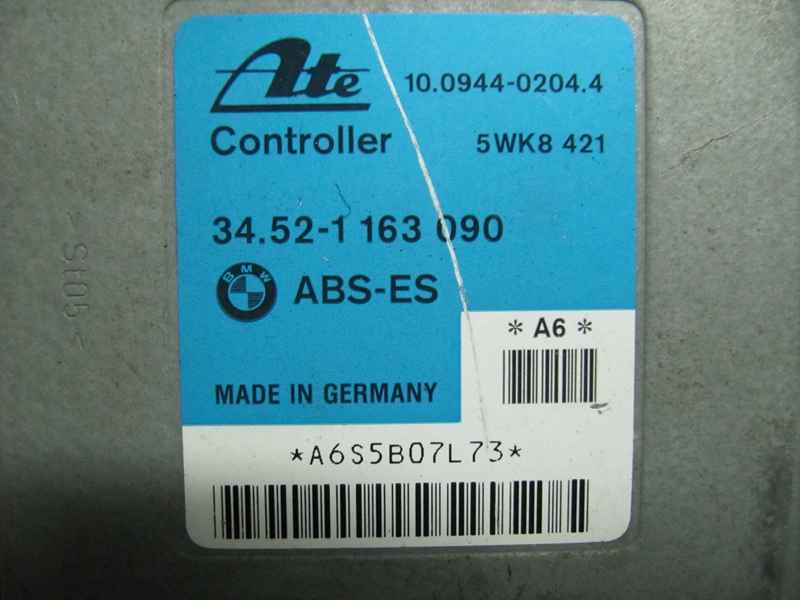 Ate 10.0944-0204.4
Controller 5WK8 421
34.52-1 163 090
BMW ABS-ES
*A6*
MADE IN GERMANY
*A6S5B07L73*